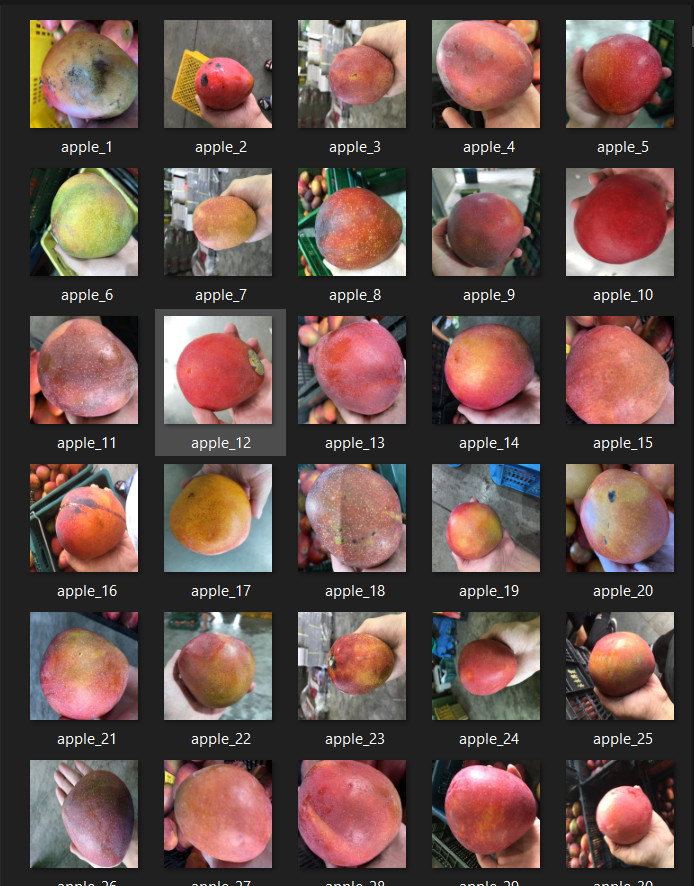 apple_1
apple_2
apple_3
apple_4
apple_5
apple_6
apple_7
apple_8
apple_9
apple_10
apple_11
apple_12
apple_13
apple_14
apple_15
apple_16
apple_17
apple_18
apple_19
apple_20
apple_21
apple_22
apple_23
apple_24
apple_25
apple_26
apple_27
apple_28
apple_29
apple_30